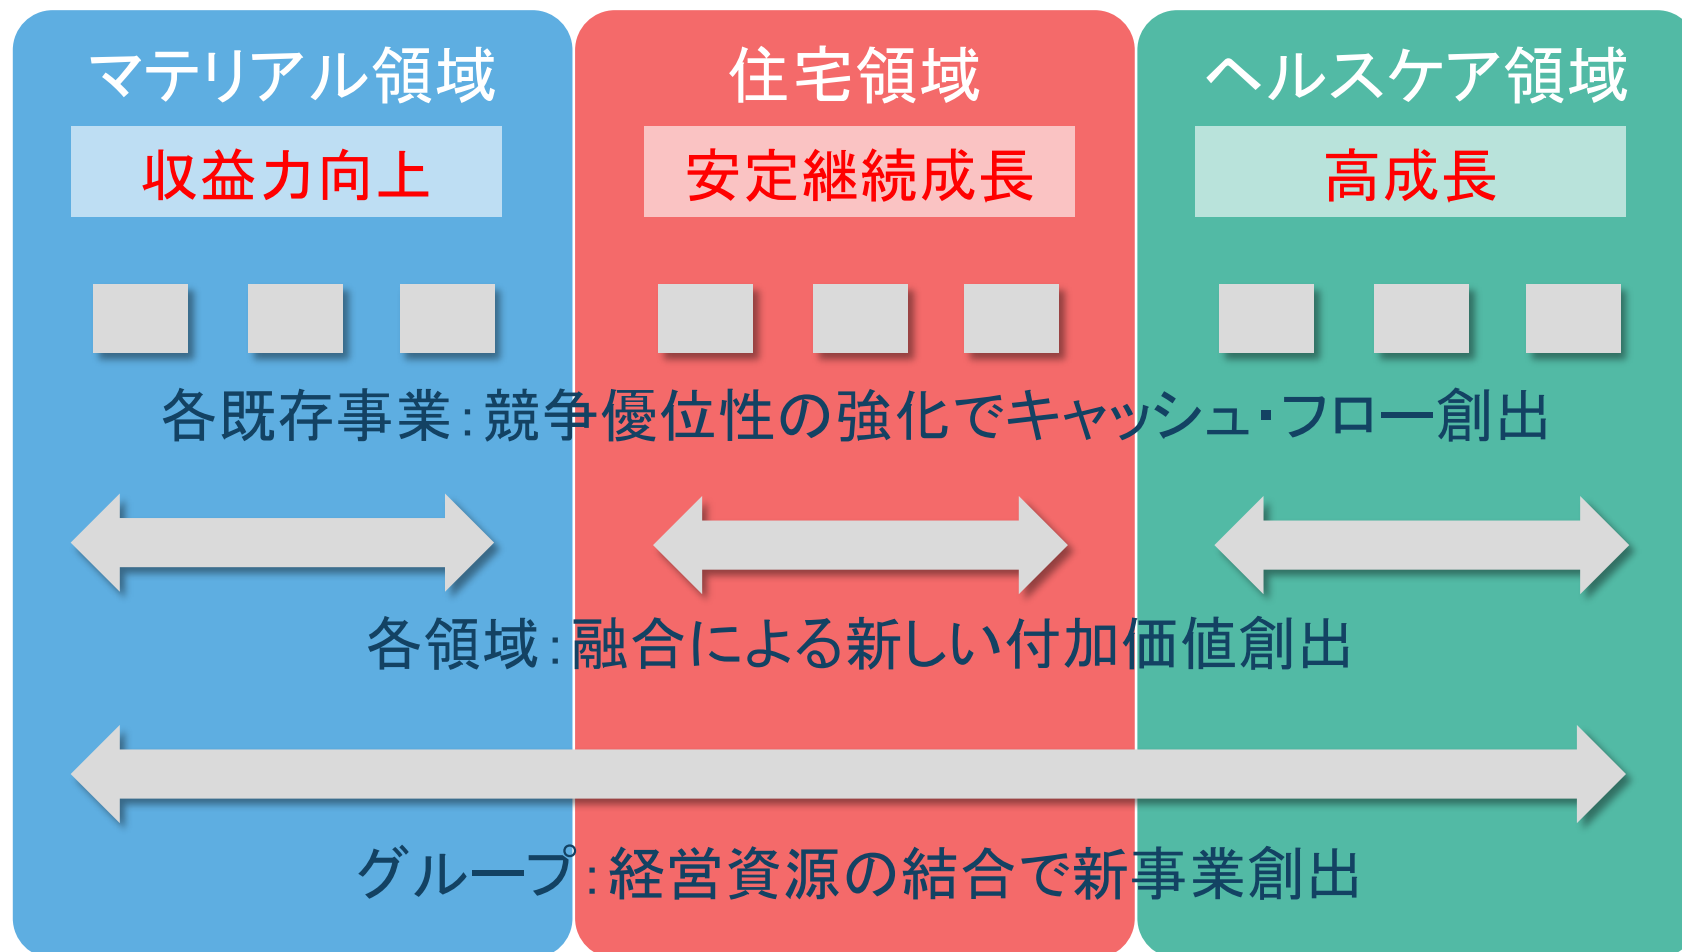 マテリアル領域
収益力向上
住宅領域
安定継続成長
ヘルスケア領域
高成長
各既存事業：競争優位性の強化でキャッシュ・フロー創出
各領域：融合による新しい付加価値創出
グループ：経営資源の結合で新事業創出